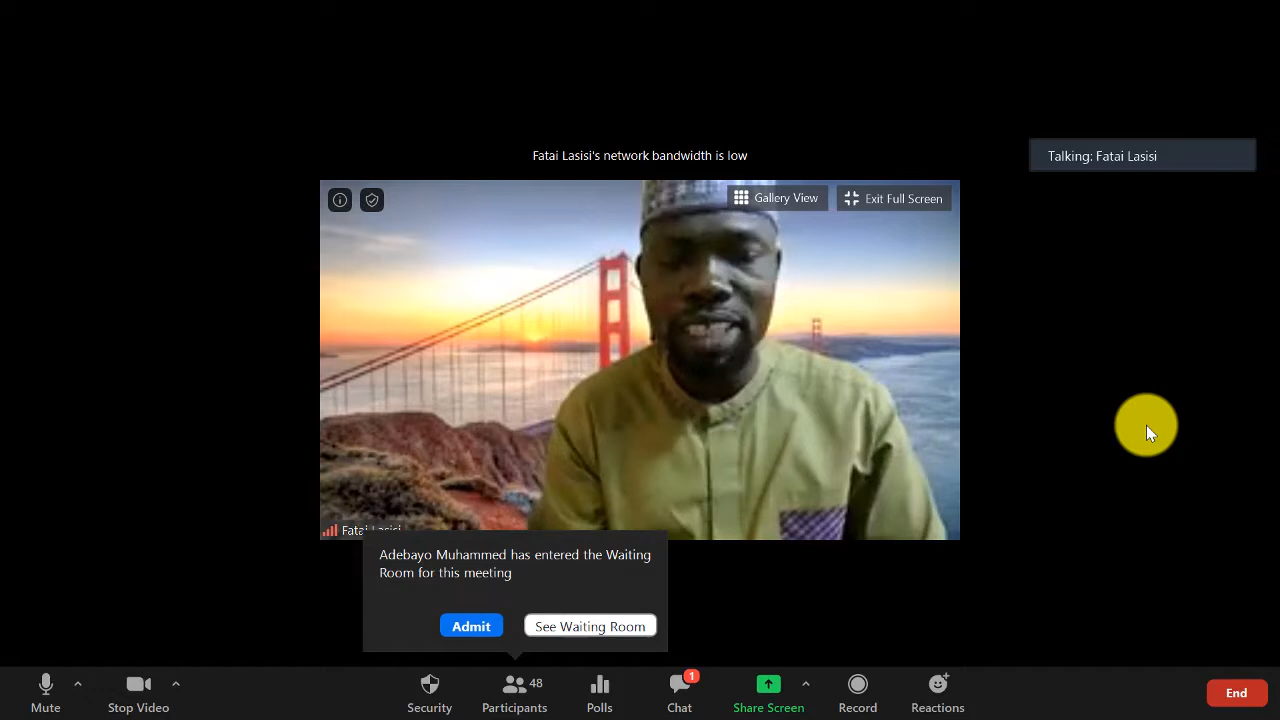 Fatai Lasisi's network bandwidth is low
Talking: Fatai Lasisi
Gallery View
Exit Full Screen
Fatai Lasisi
Adebayo Muhammed has entered the Waiting
Room for this meeting
Admit
See Waiting Room
48
1
Mute
Stop Video
Security
Participants
Polls
Chat
Share Screen
Record
Reactions
End